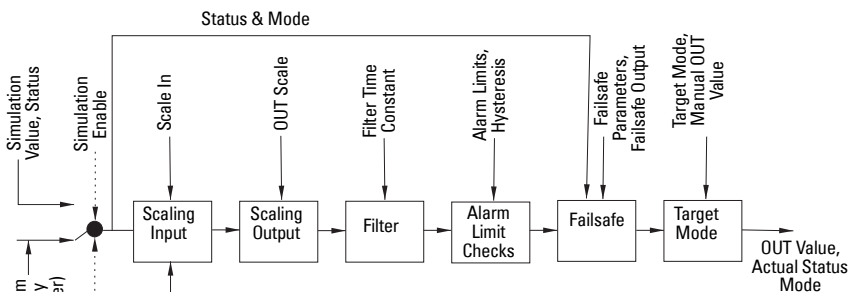 Status & Mode
Simulation
Value, Status
Simulation
Enable
Scale In
OUT Scale
Filter Time
Constant
Alarm Limits,
Hysteresis
Failsafe
Parameters,
Failsafe Output
Target Mode,
Manual OUT
Value
Scaling
Input
Scaling
Output
Filter
Alarm
Limit
Checks
Failsafe
Target
Mode
OUT Value,
Actual Status
Mode